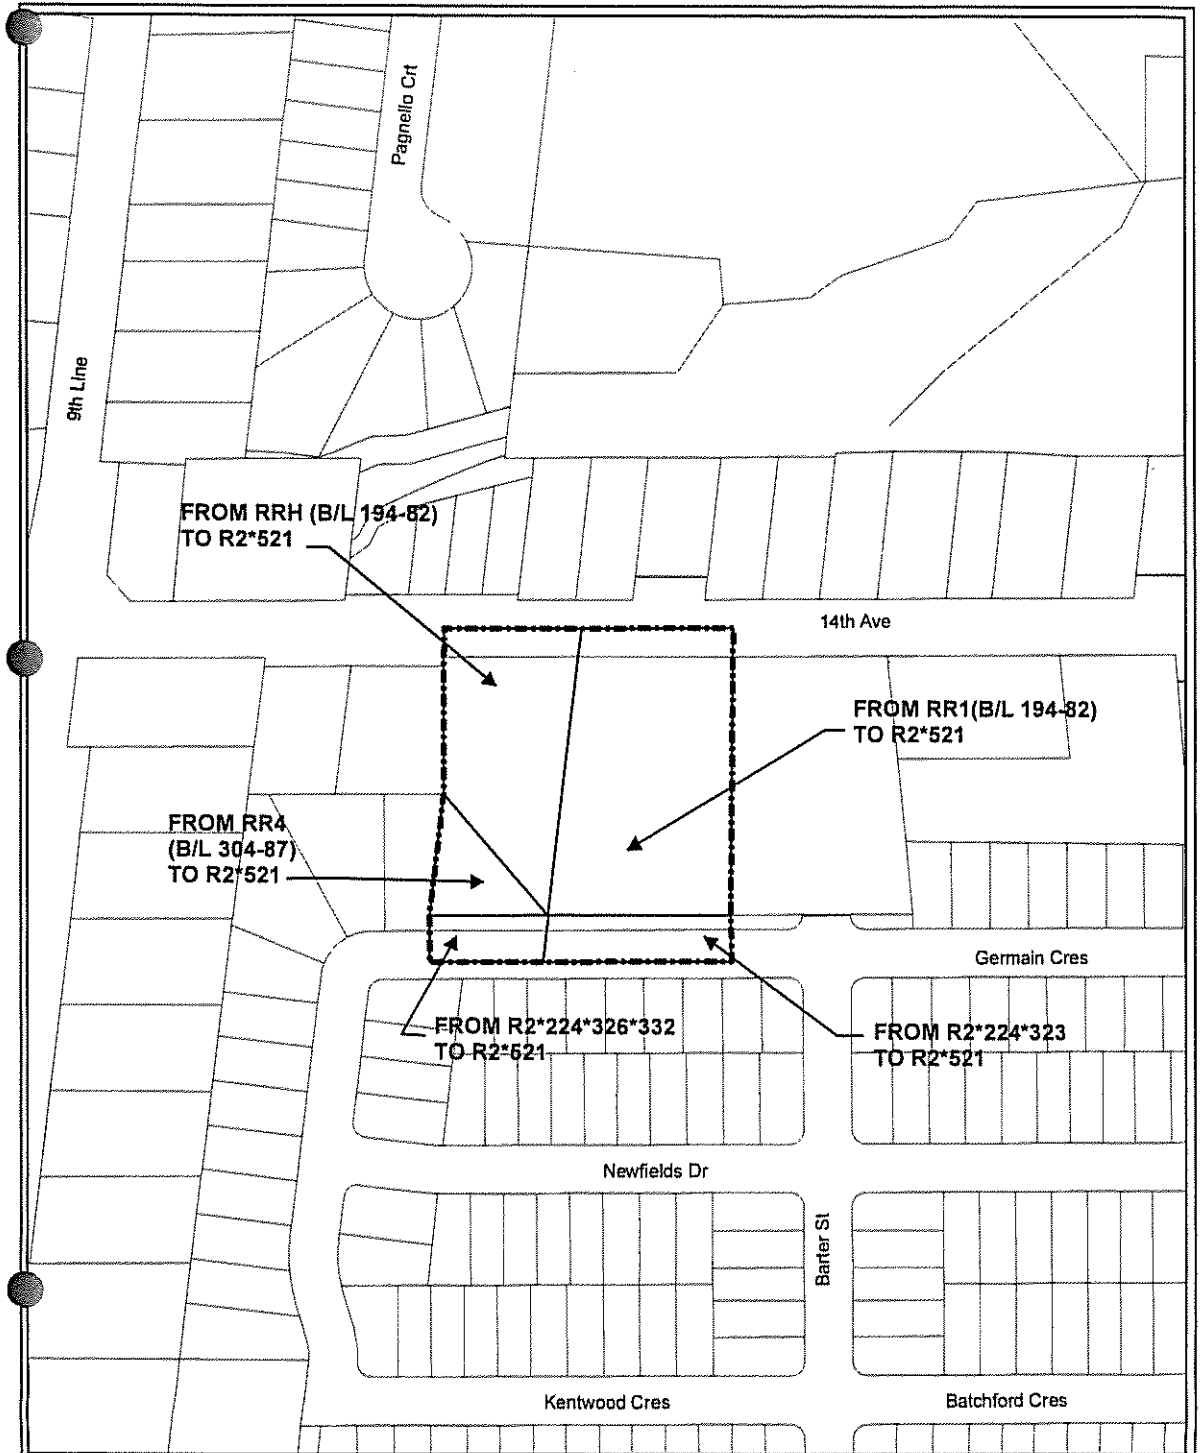 Pagnello Crt
9th Line
FROM RRH (B/L 194-82)
TO R2*521
14th Ave
FROM RR1(B/L 194-82)
TO R2*521
FROM RR4
(B/L 304-87)
TO R2*521
Germain Cres
FROM R2*224*326*332
TO R2*521
FROM R2*224*323
TO R2*521
Newfields Dr
Barter St
Kentwood Cres
Batchford Cres